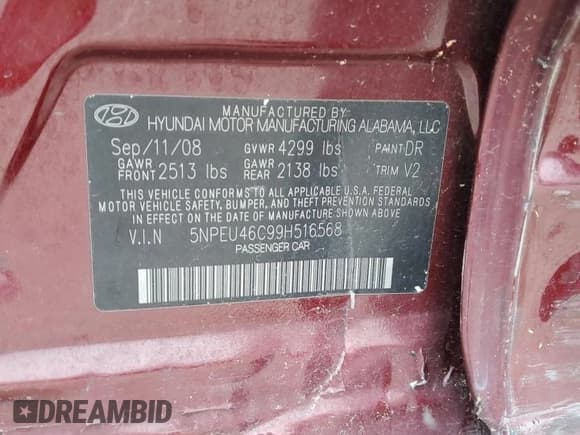 MANUFACTURED BY
HYUNDAI MOTOR MANUFACTURING ALABAMA, LLC
Sep/11/08 GVWR 4299 lbs PAINT DR
GAWR FRONT 2513 lbs GAWR REAR 2138 lbs TRIM V2
THIS VEHICLE CONFORMS TO ALL APPLICABLE U.S.A. FEDERAL
MOTOR VEHICLE SAFETY, BUMPER, AND THEFT PREVENTION STANDARDS
IN EFFECT ON THE DATE OF MANUFACTURE SHOWN ABOVE.
V.I.N 5NPEU46C99H516568
PASSENGER CAR
DREAMBID